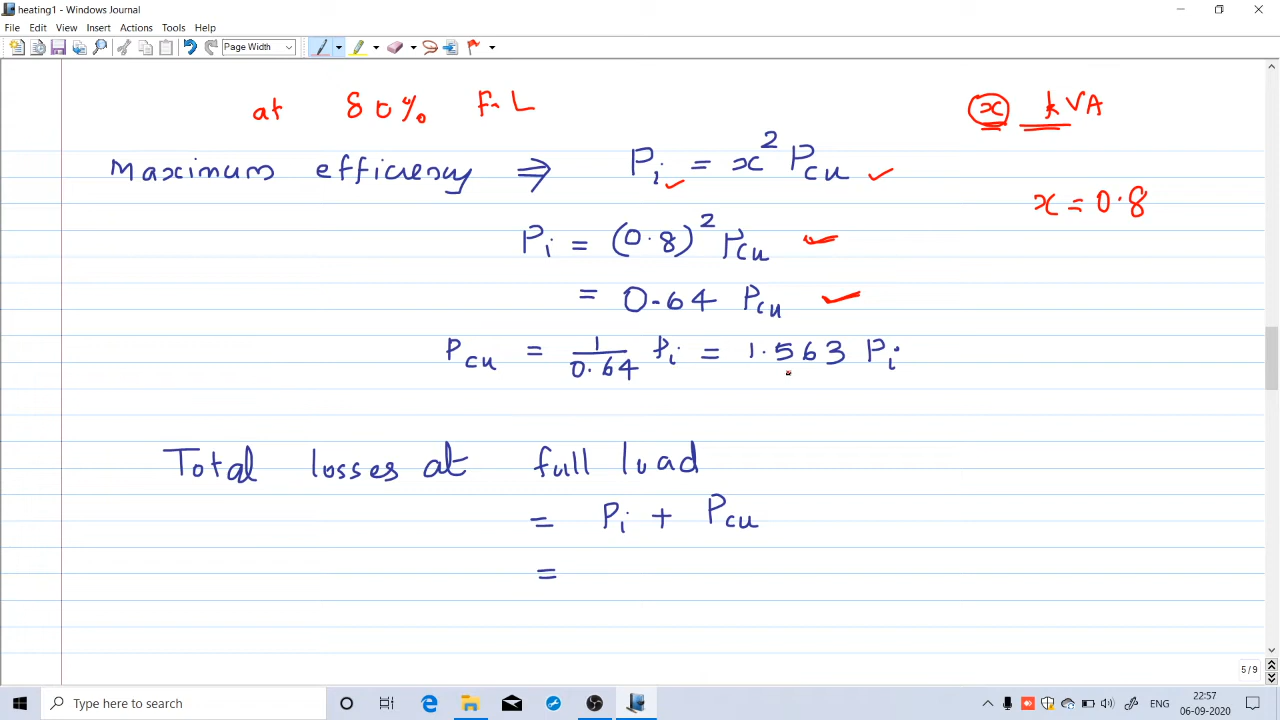 heating1 - Windows Journal
File Edit View Insert Actions Tools Help
Page Width
at 80% F.L
x kVA
Maximum efficiency ⇒ Pi = x² Pcu
x = 0.8
Pi = (0.8)² Pcu
= 0.64 Pcu
Pcu = 1/0.64 Pi = 1.563 Pi
Total losses at full load
= Pi + Pcu
=
5/9
Type here to search
ENG
22:57
06-09-2020